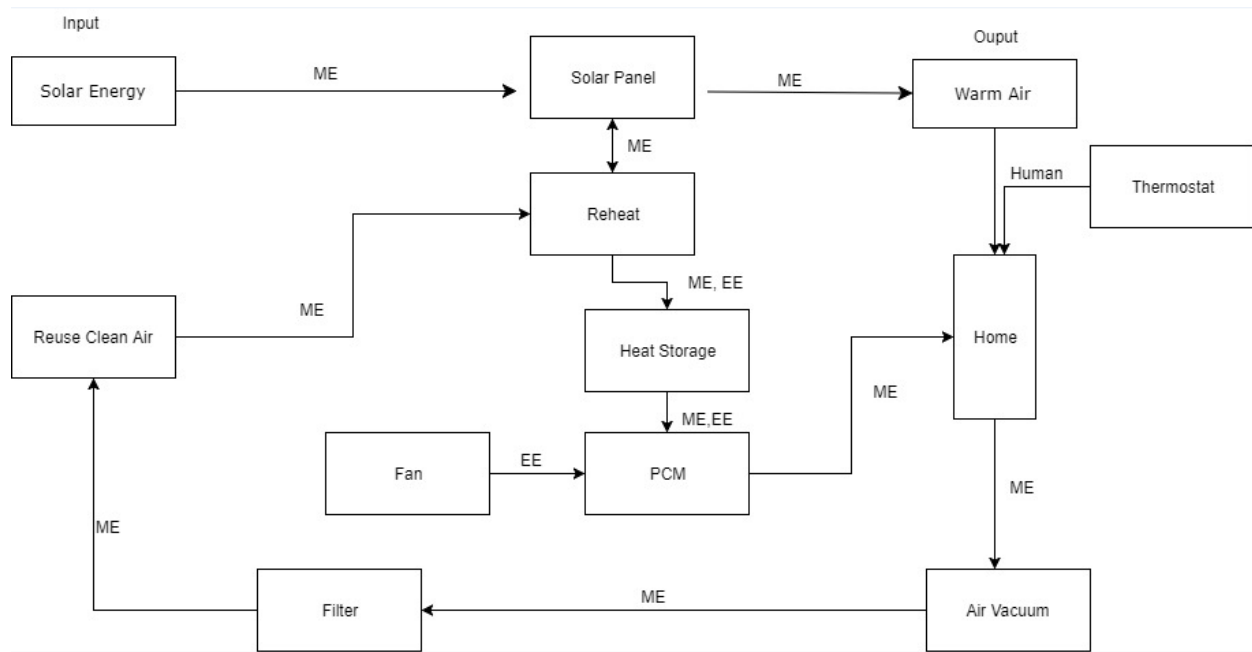 Input
Ouput
Solar Energy
ME
Solar Panel
ME
Warm Air
ME
Human
Thermostat
Reheat
ME, EE
Reuse Clean Air
ME
Heat Storage
Home
ME
ME,EE
Fan
EE
PCM
ME
ME
Filter
ME
Air Vacuum